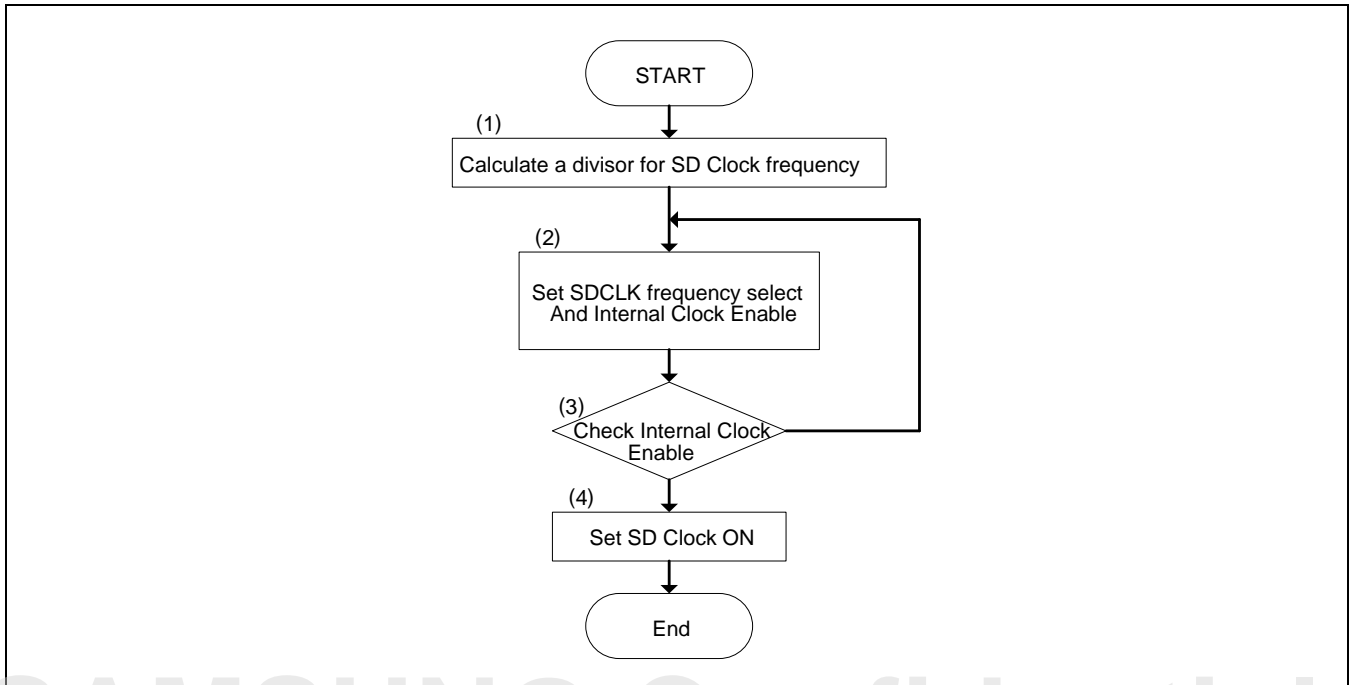 START
(1)
Calculate a divisor for SD Clock frequency
(2)
Set SDCLK frequency select
And Internal Clock Enable
(3)
Check Internal Clock
Enable
(4)
Set SD Clock ON
End